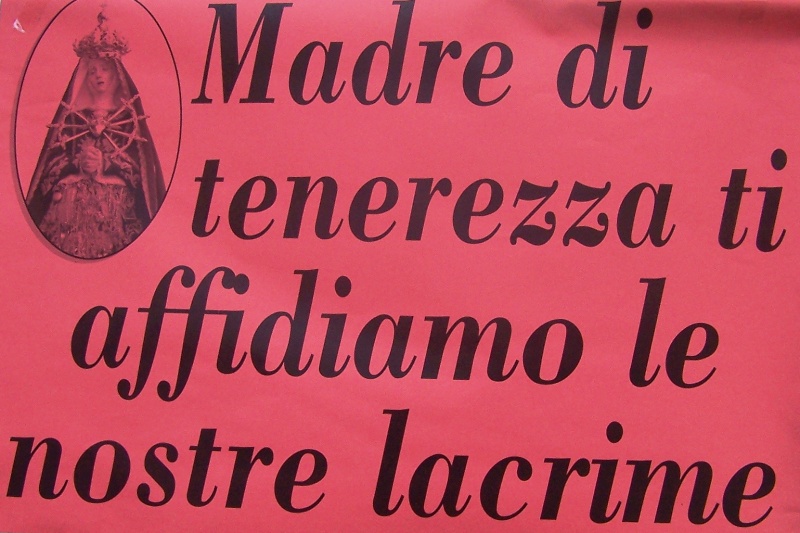 Madre di
tenerezza ti
affidiamo le
nostre lacrime